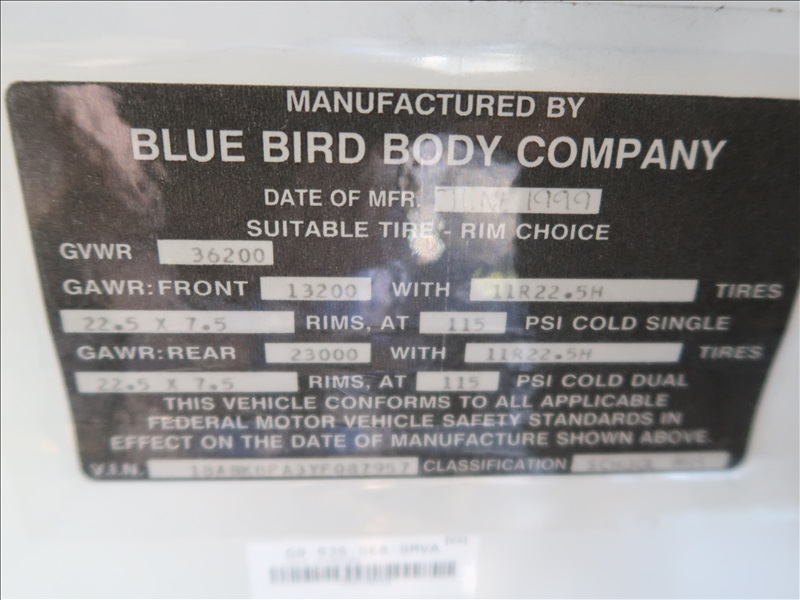 MANUFACTURED BY
BLUE BIRD BODY COMPANY
DATE OF MFR. 1999
SUITABLE TIRE - RIM CHOICE
GVWR 36200
GAWR: FRONT 13200 WITH 11R22.5H TIRES
22.5 X 7.5 RIMS, AT 115 PSI COLD SINGLE
GAWR: REAR 23000 WITH 11R22.5H TIRES
22.5 X 7.5 RIMS, AT 115 PSI COLD DUAL
THIS VEHICLE CONFORMS TO ALL APPLICABLE
FEDERAL MOTOR VEHICLE SAFETY STANDARDS IN
EFFECT ON THE DATE OF MANUFACTURE SHOWN ABOVE.
V.I.N. CLASSIFICATION SCHOOL BUS